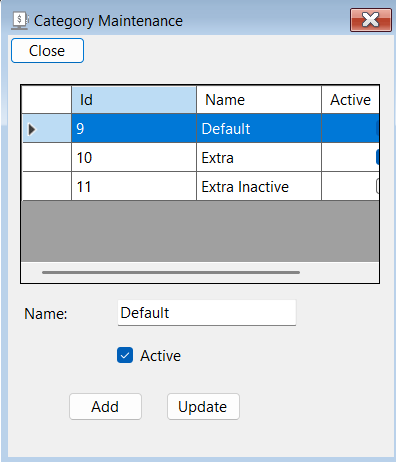 Category Maintenance
Close
Id Name Active
9 Default
10 Extra
11 Extra Inactive
Name: Default
Active
Add Update